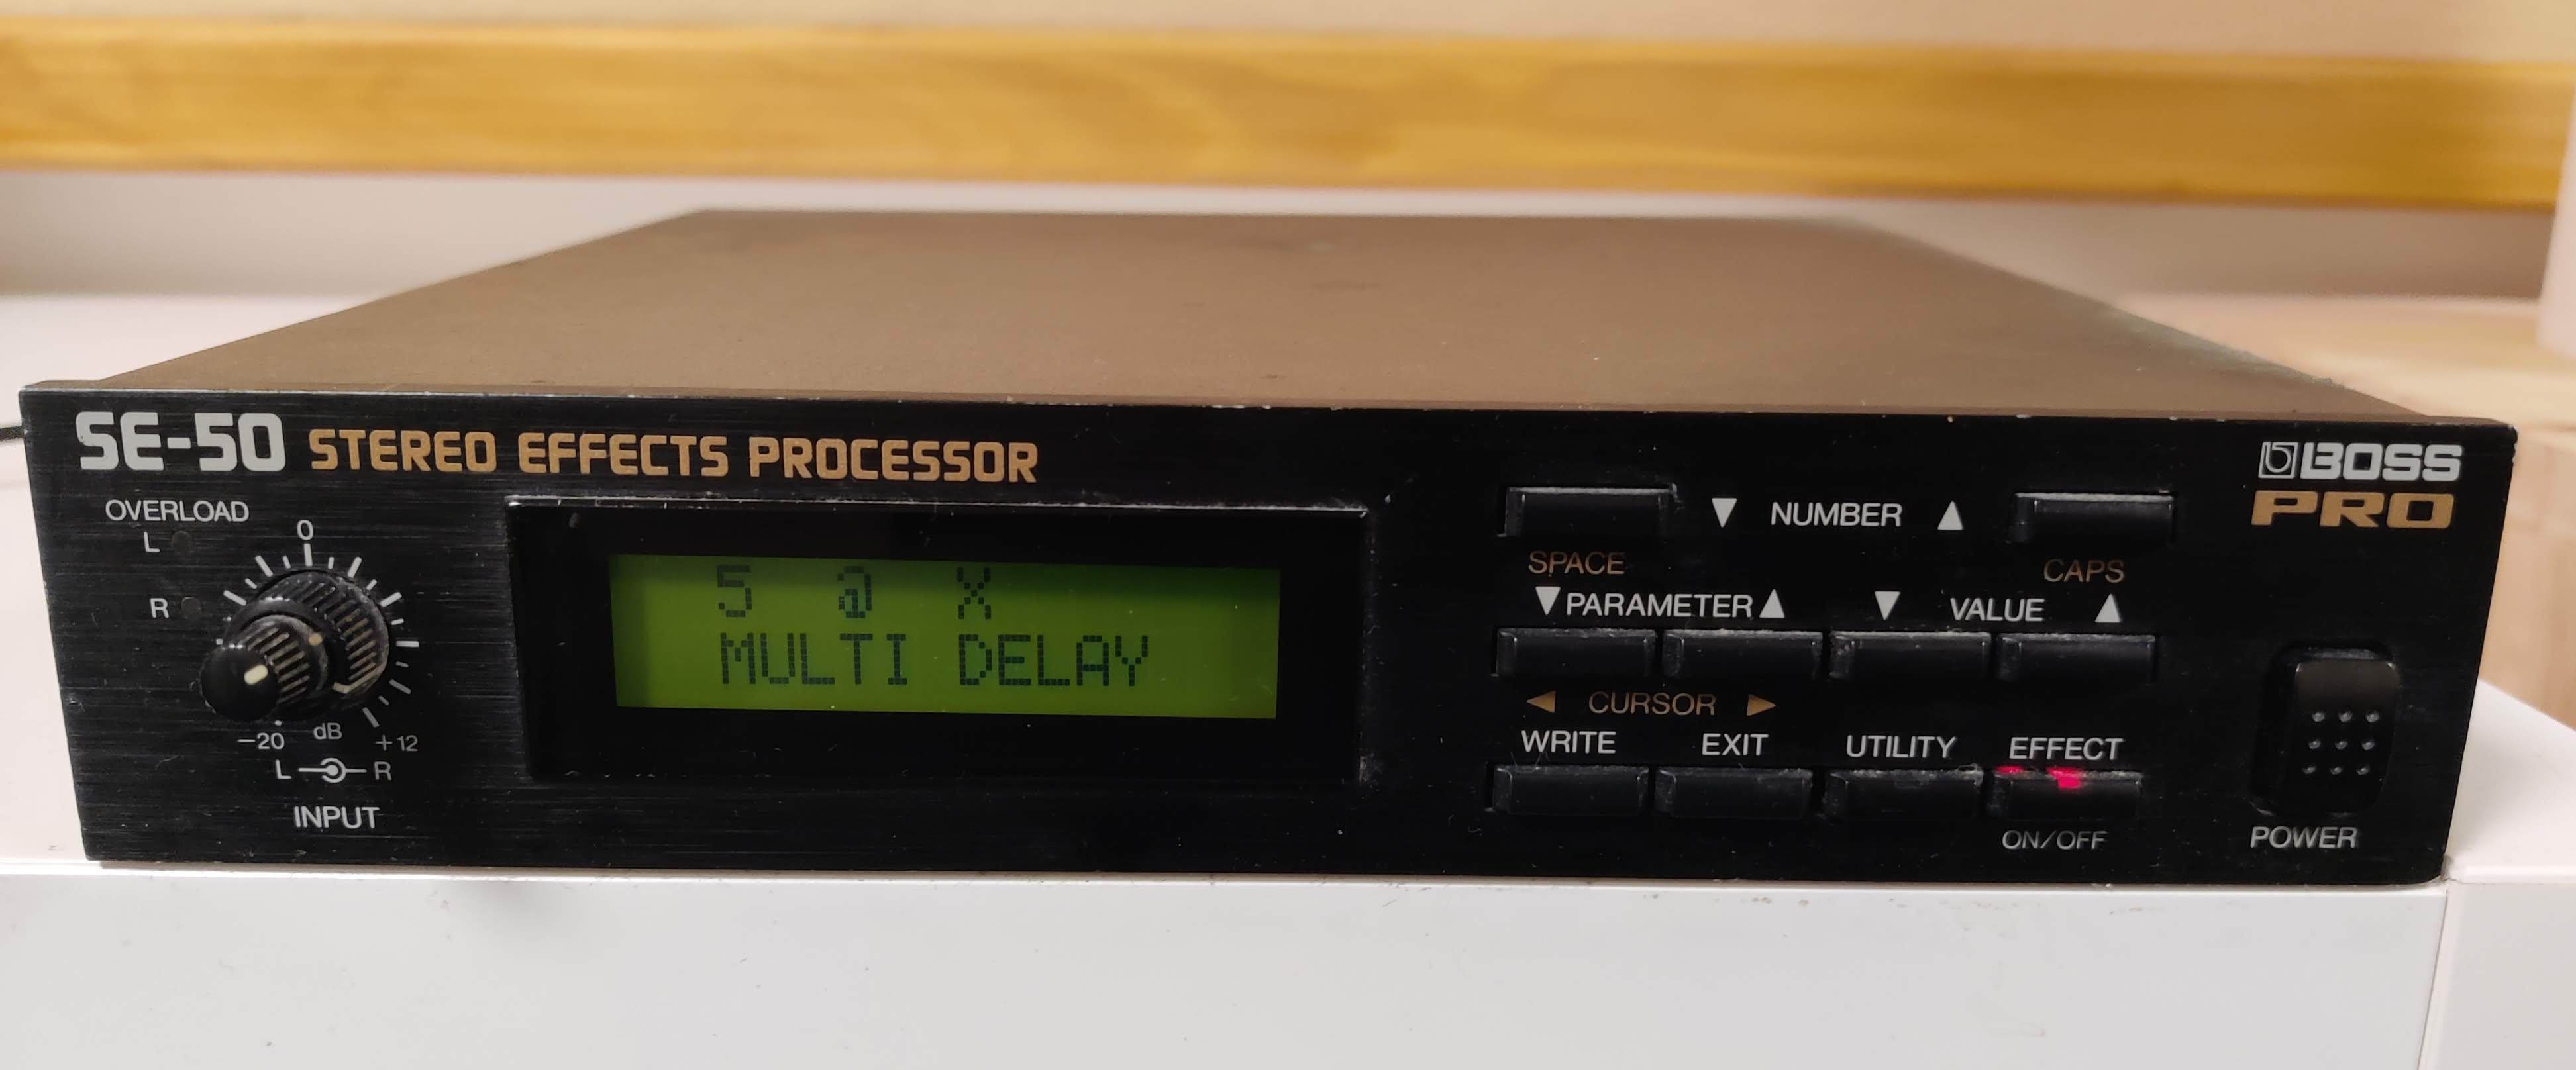 SE-50 STEREO EFFECTS PROCESSOR
BOSS
PRO
OVERLOAD
L
R
0
-20 dB +12
L R
INPUT
5 @ X
MULTI DELAY
▼ NUMBER ▲
SPACE CAPS
▼ PARAMETER ▲ ▼ VALUE ▲
◀ CURSOR ▶
WRITE EXIT UTILITY EFFECT
ON/OFF
POWER